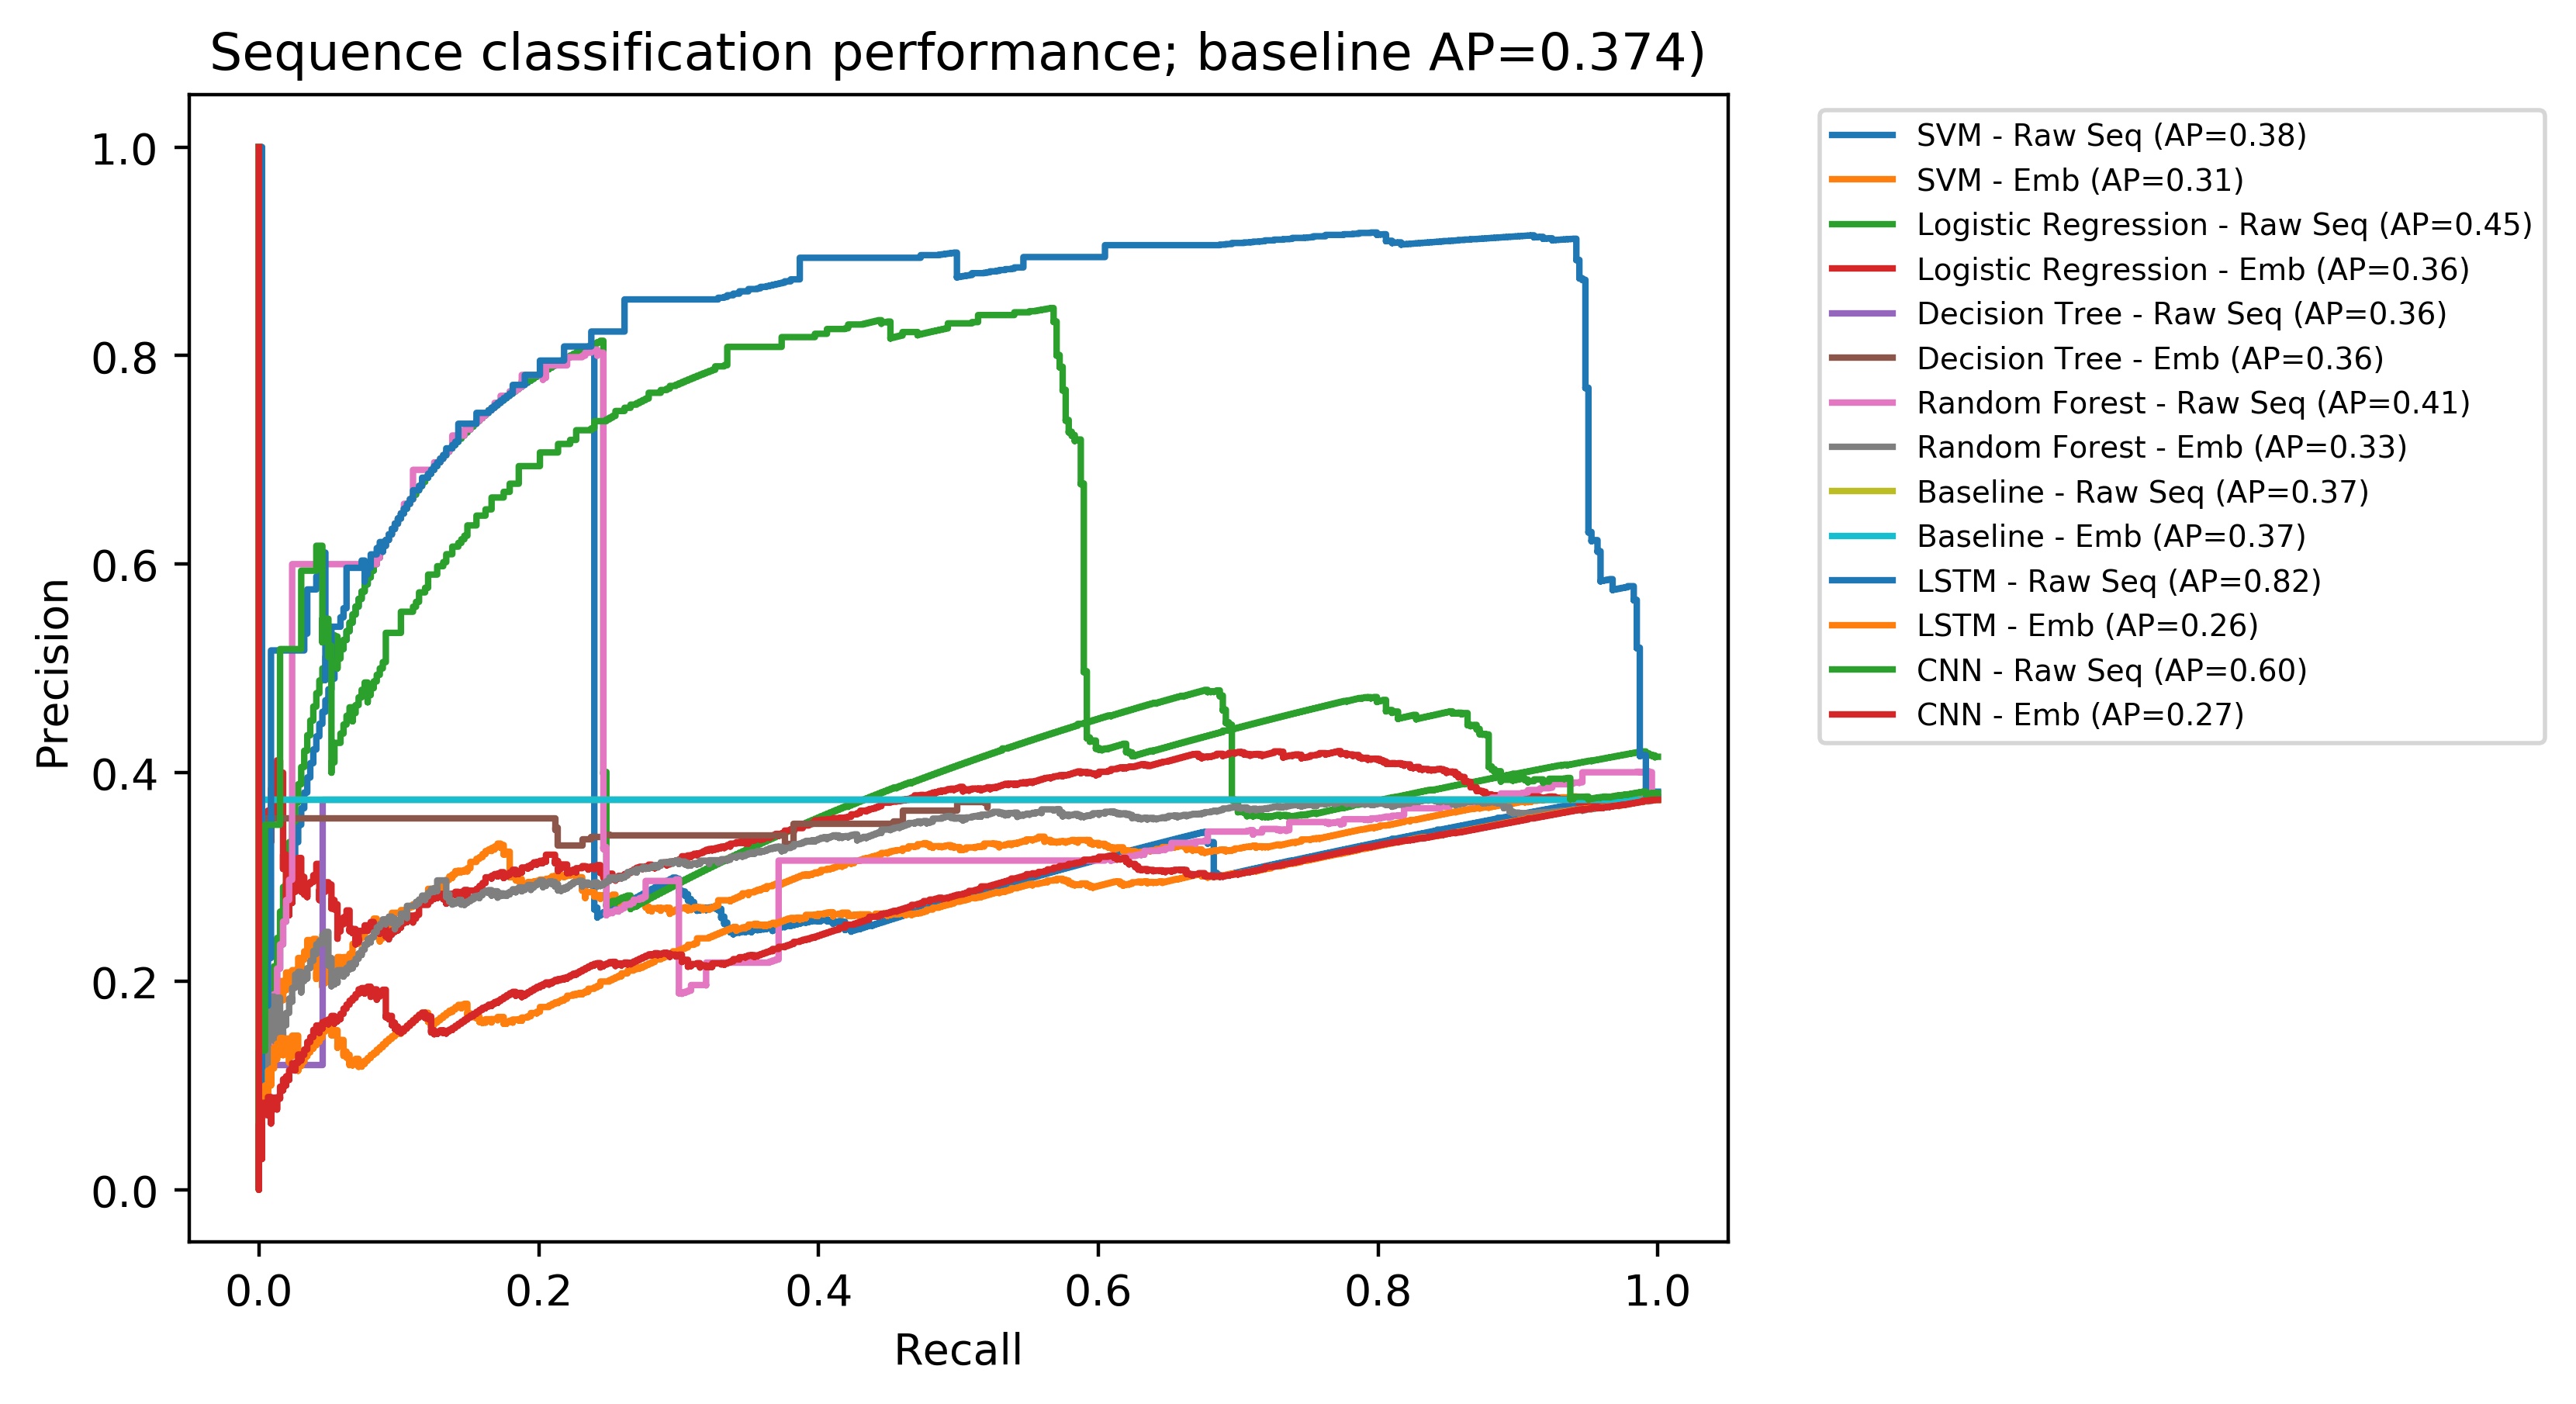 Sequence classification performance; baseline AP=0.374)
Precision
1.0
0.8
0.6
0.4
0.2
0.0
0.0 0.2 0.4 0.6 0.8 1.0
Recall
SVM - Raw Seq (AP=0.38)
SVM - Emb (AP=0.31)
Logistic Regression - Raw Seq (AP=0.45)
Logistic Regression - Emb (AP=0.36)
Decision Tree - Raw Seq (AP=0.36)
Decision Tree - Emb (AP=0.36)
Random Forest - Raw Seq (AP=0.41)
Random Forest - Emb (AP=0.33)
Baseline - Raw Seq (AP=0.37)
Baseline - Emb (AP=0.37)
LSTM - Raw Seq (AP=0.82)
LSTM - Emb (AP=0.26)
CNN - Raw Seq (AP=0.60)
CNN - Emb (AP=0.27)